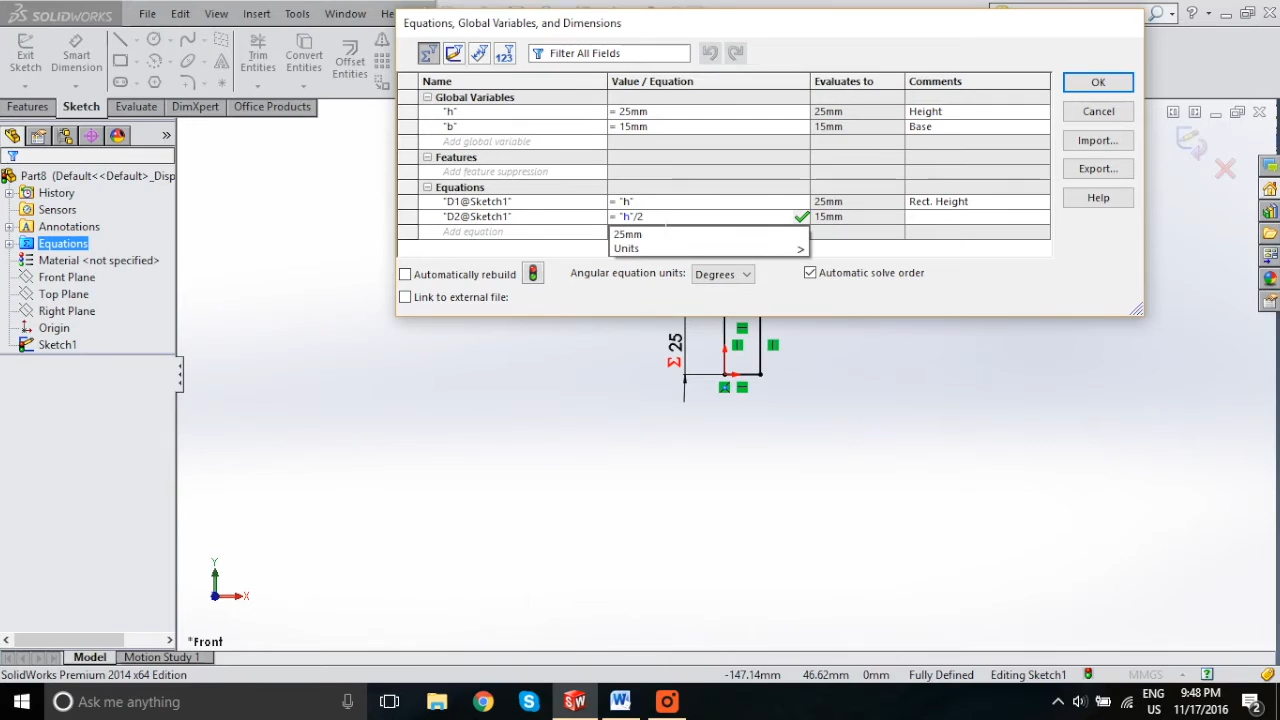 SOLIDWORKS
File Edit View Insert Tools Window
Exit Sketch
Smart Dimension
Trim Entities
Convert Entities
Offset Entities
Features Sketch Evaluate DimXpert Office Products
Equations, Global Variables, and Dimensions
Filter All Fields
Name Value / Equation Evaluates to Comments
Global Variables
"h" = 25mm 25mm Height
"b" = 15mm 15mm Base
Add global variable
Features
Add feature suppression
Equations
"D1@Sketch1" = "h" 25mm Rect. Height
"D2@Sketch1" = "h"/2 15mm
Add equation
25mm
Units >
Automatically rebuild Angular equation units: Degrees Automatic solve order
Link to external file:
OK
Cancel
Import...
Export...
Help
Part8 (Default<<Default>_Disp
History
Sensors
Annotations
Equations
Material <not specified>
Front Plane
Top Plane
Right Plane
Origin
Sketch1
Σ 25
Y
X
*Front
Model Motion Study 1
SolidWorks Premium 2014 x64 Edition -147.14mm 46.62mm 0mm Fully Defined Editing Sketch1 MMGS
Ask me anything
ENG
US
9:48 PM
11/17/2016
2